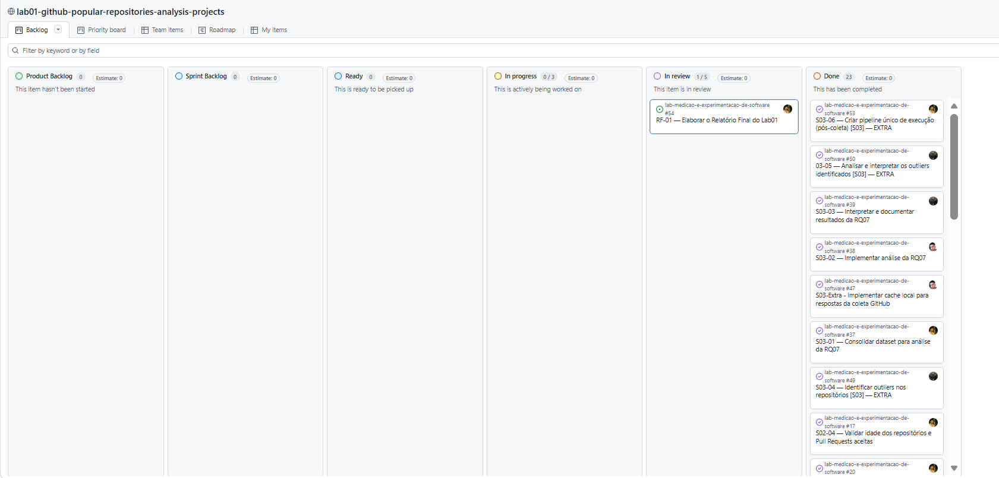 lab01-github-popular-repositories-analysis-projects
Backlog
Priority board
Team items
Roadmap
My items
Filter by keyword or by field
Product Backlog 0 Estimate: 0
This item hasn't been started
Sprint Backlog 0 Estimate: 0
Ready 0 Estimate: 0
This is ready to be picked up
In progress 0 / 3 Estimate: 0
This is actively being worked on
In review 1 / 5 Estimate: 0
This item is in review
lab-medicao-e-experimentacao-de-software
#54
RF-01 — Elaborar o Relatório Final do Lab01
Done 23 Estimate: 0
This has been completed
lab-medicao-e-experimentacao-de-
software #53
S03-06 — Criar pipeline único de execução
(pós-coleta) [S03] — EXTRA
lab-medicao-e-experimentacao-de-
software #50
03-05 — Analisar e interpretar os outliers
identificados [S03] — EXTRA
lab-medicao-e-experimentacao-de-
software #39
S03-03 — Interpretar e documentar
resultados da RQ07
lab-medicao-e-experimentacao-de-
software #38
S03-02 — Implementar análise da RQ07
lab-medicao-e-experimentacao-de-
software #47
S03-Extra - Implementar cache local para
respostas da coleta GitHub
lab-medicao-e-experimentacao-de-
software #37
S03-01 — Consolidar dataset para análise
da RQ07
lab-medicao-e-experimentacao-de-
software #49
S03-04 — Identificar outliers nos
repositórios [S03] — EXTRA
lab-medicao-e-experimentacao-de-
software #17
S02-04 — Validar idade dos repositórios e
Pull Requests aceitas
lab-medicao-e-experimentacao-de-
software #20